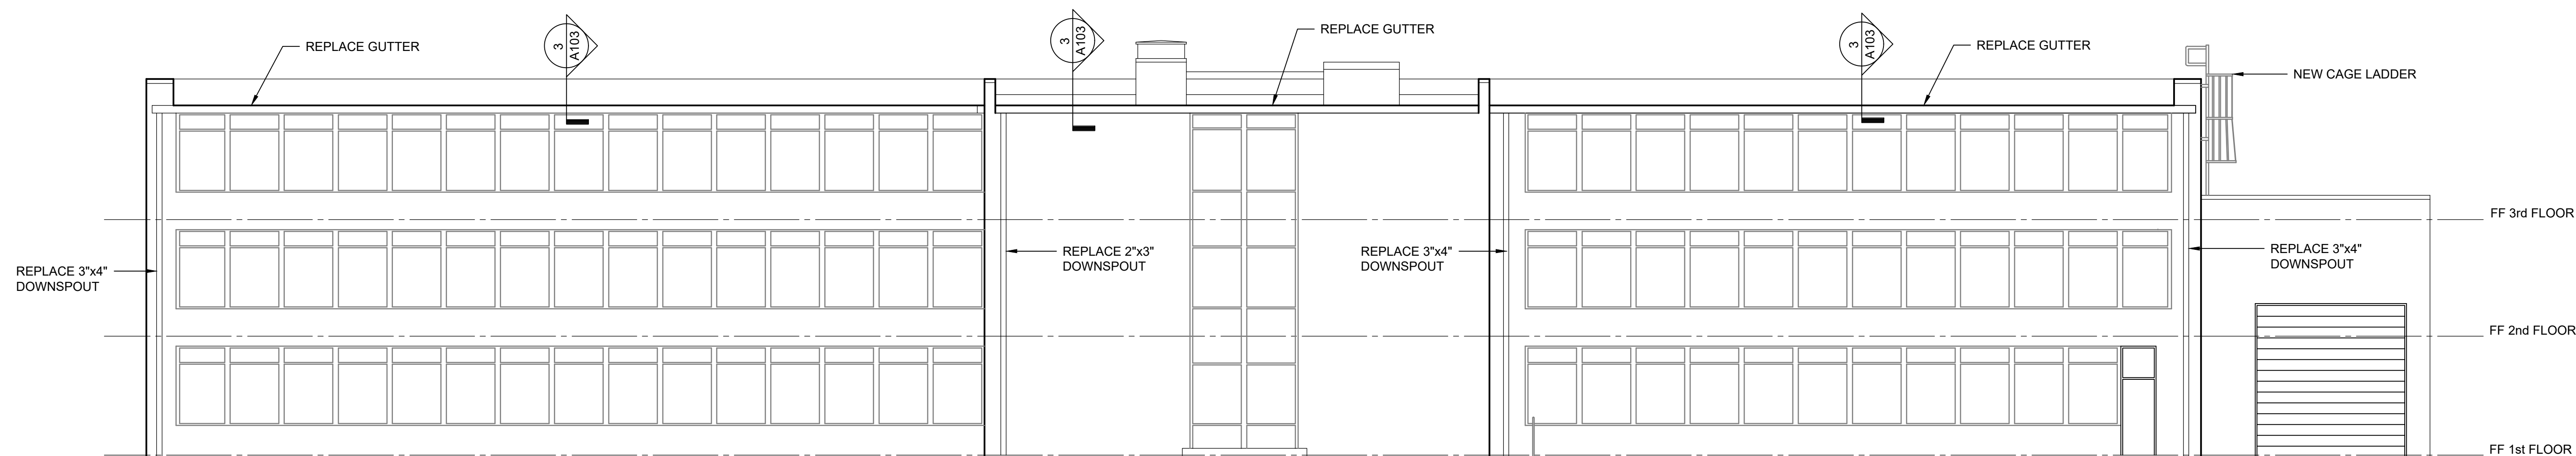 REPLACE GUTTER
3
A103
3
A103
REPLACE GUTTER
3
A103
REPLACE GUTTER
NEW CAGE LADDER
FF 3rd FLOOR
REPLACE 3"x4"
DOWNSPOUT
REPLACE 2"x3"
DOWNSPOUT
REPLACE 3"x4"
DOWNSPOUT
REPLACE 3"x4"
DOWNSPOUT
FF 2nd FLOOR
FF 1st FLOOR